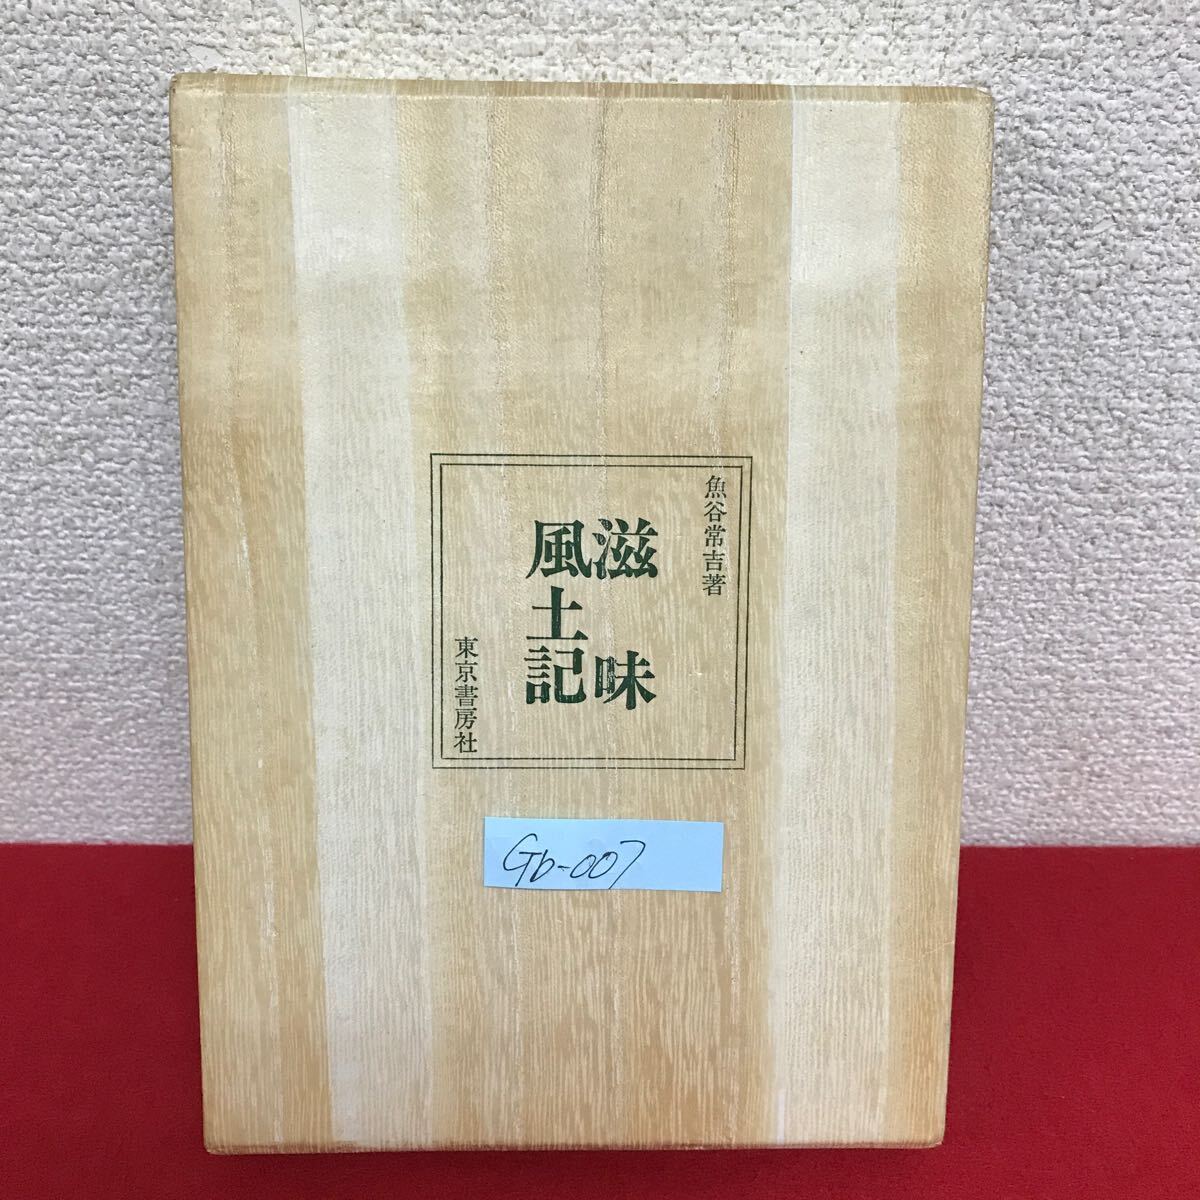 魚谷常吉著
滋味
風土記
東京書房社
Gb-007